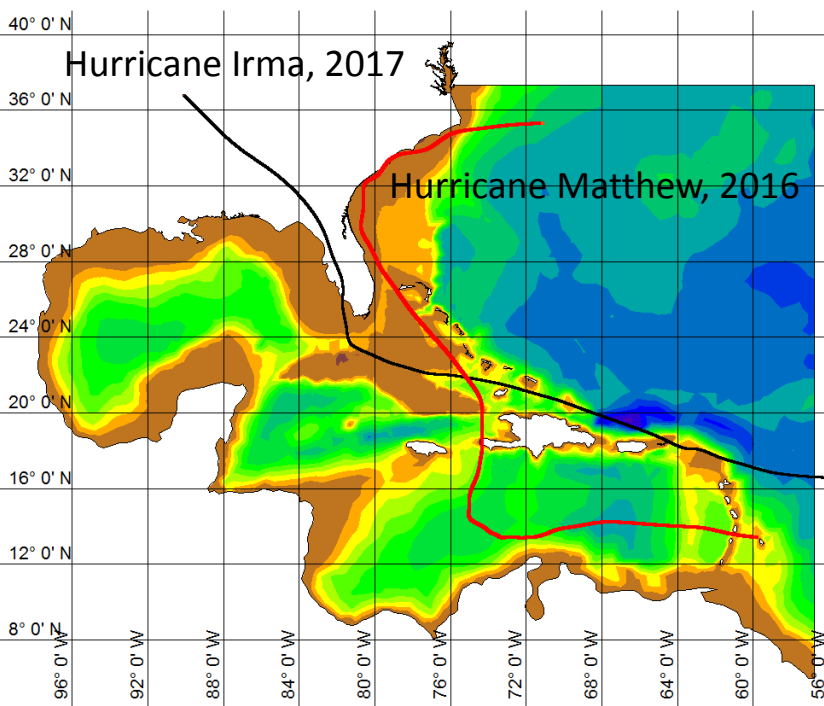 40° 0' N
Hurricane Irma, 2017
36° 0' N
32° 0' N
Hurricane Matthew, 2016
28° 0' N
24° 0' N
20° 0' N
16° 0' N
12° 0' N
8° 0' N
96° 0' W
92° 0' W
88° 0' W
84° 0' W
80° 0' W
76° 0' W
72° 0' W
68° 0' W
64° 0' W
60° 0' W
56° 0' W